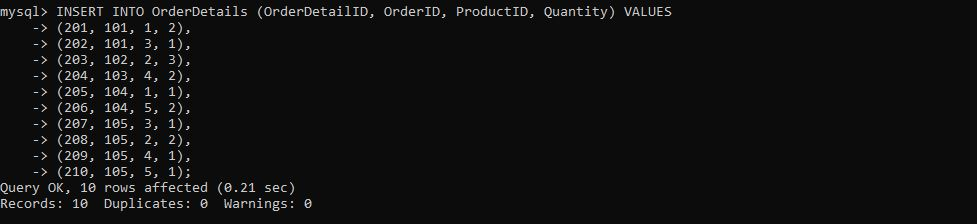 mysql> INSERT INTO OrderDetails (OrderDetailID, OrderID, ProductID, Quantity) VALUES
    -> (201, 101, 1, 2),
    -> (202, 101, 3, 1),
    -> (203, 102, 2, 3),
    -> (204, 103, 4, 2),
    -> (205, 104, 1, 1),
    -> (206, 104, 5, 2),
    -> (207, 105, 3, 1),
    -> (208, 105, 2, 2),
    -> (209, 105, 4, 1),
    -> (210, 105, 5, 1);
Query OK, 10 rows affected (0.21 sec)
Records: 10  Duplicates: 0  Warnings: 0